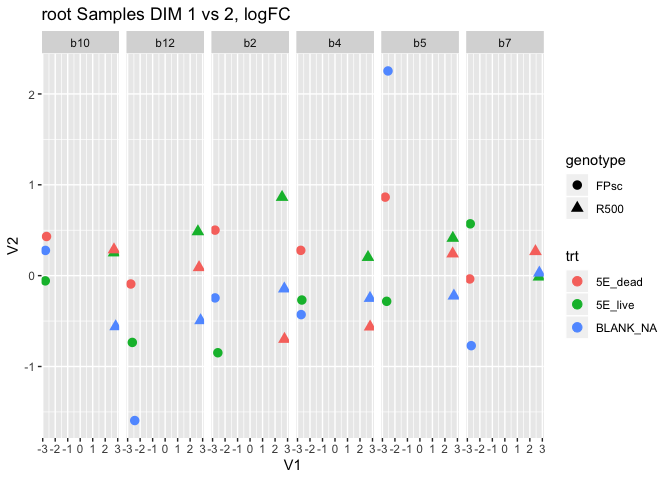 root Samples DIM 1 vs 2, logFC
b10 b12 b2 b4 b5 b7
2
1
0
-1
V2
-3 -2 -1 0 1 2 3 -3 -2 -1 0 1 2 3 -3 -2 -1 0 1 2 3 -3 -2 -1 0 1 2 3 -3 -2 -1 0 1 2 3 -3 -2 -1 0 1 2 3
V1
genotype
FPsc
R500
trt
5E_dead
5E_live
BLANK_NA